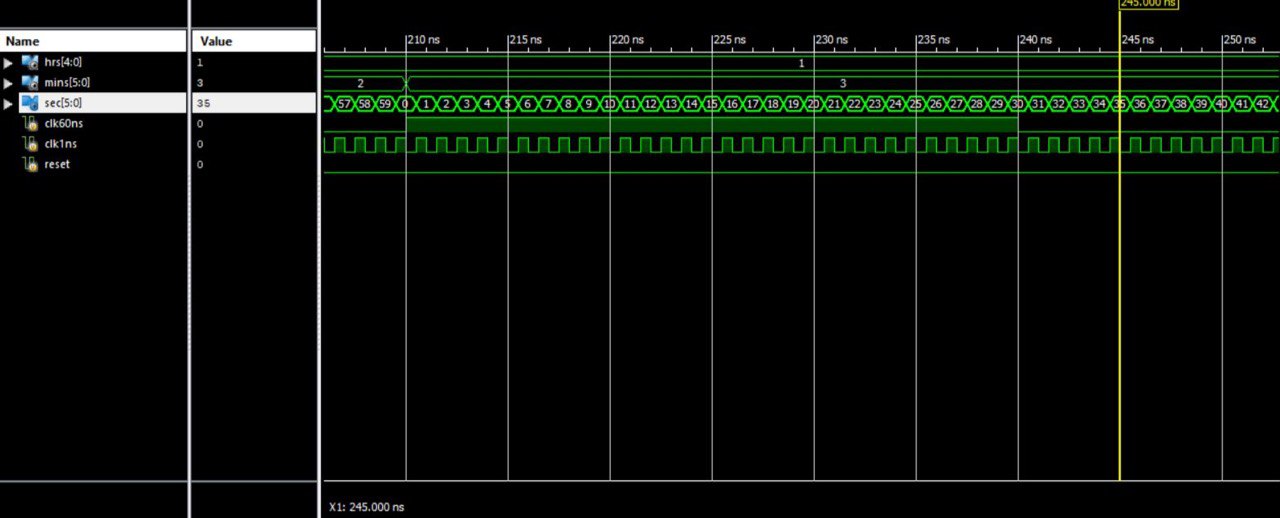 245.000 ns
Name Value
210 ns 215 ns 220 ns 225 ns 230 ns 235 ns 240 ns 245 ns 250 ns
hrs[4:0] 1 1
mins[5:0] 3 2 3
sec[5:0] 35 57 58 59 0 1 2 3 4 5 6 7 8 9 10 11 12 13 14 15 16 17 18 19 20 21 22 23 24 25 26 27 28 29 30 31 32 33 34 35 36 37 38 39 40 41 42
clk60ns 0
clk1ns 0
reset 0
X1: 245.000 ns